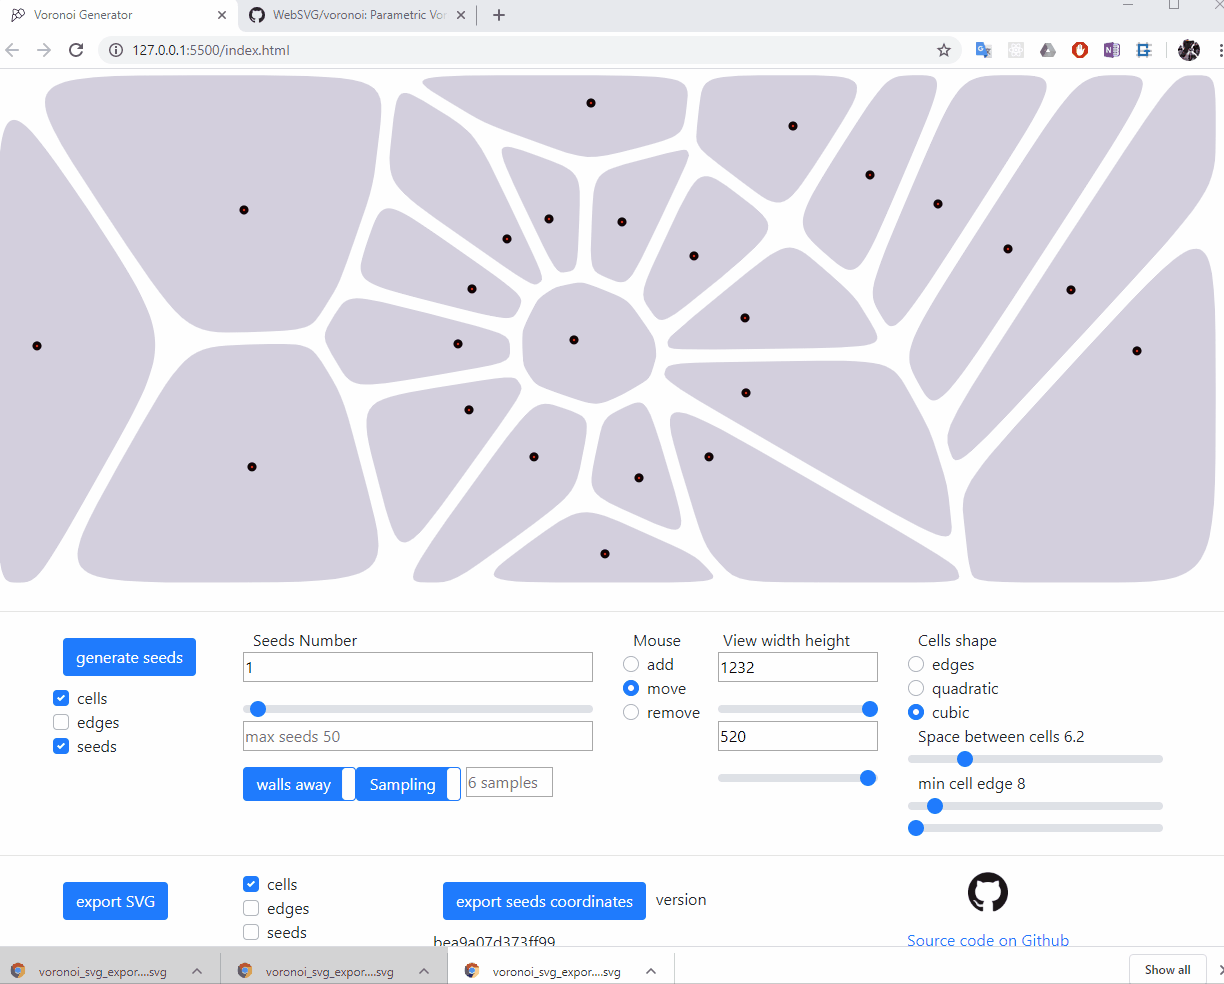 Voronoi Generator
WebSVG/voronoi: Parametric Vor
127.0.0.1:5500/index.html
generate seeds
cells
edges
seeds
Seeds Number
1
max seeds 50
walls away
Sampling
6 samples
Mouse
add
move
remove
View width height
1232
520
Cells shape
edges
quadratic
cubic
Space between cells 6.2
min cell edge 8
export SVG
cells
edges
seeds
export seeds coordinates
version
bea9a07d373ff99
Source code on Github
voronoi_svg_expor....svg
voronoi_svg_expor....svg
voronoi_svg_expor....svg
Show all